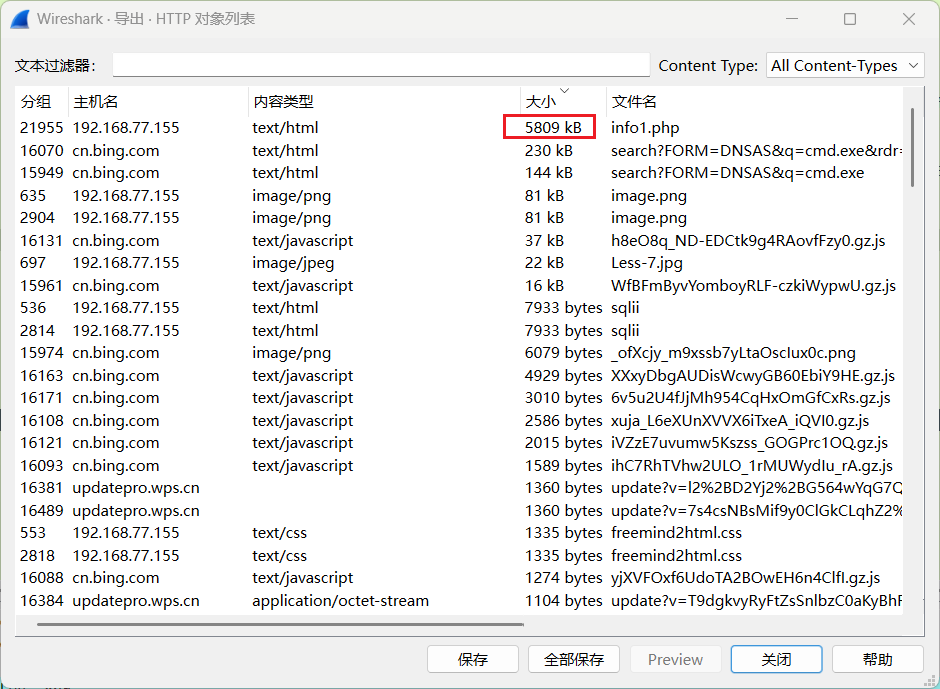 Wireshark · 导出 · HTTP 对象列表
文本过滤器： Content Type: All Content-Types
分组 主机名 内容类型 大小 文件名
21955 192.168.77.155 text/html 5809 kB info1.php
16070 cn.bing.com text/html 230 kB search?FORM=DNSAS&q=cmd.exe&rdr=
15949 cn.bing.com text/html 144 kB search?FORM=DNSAS&q=cmd.exe
635 192.168.77.155 image/png 81 kB image.png
2904 192.168.77.155 image/png 81 kB image.png
16131 cn.bing.com text/javascript 37 kB h8eO8q_ND-EDCtk9g4RAovfFzy0.gz.js
697 192.168.77.155 image/jpeg 22 kB Less-7.jpg
15961 cn.bing.com text/javascript 16 kB WfBFmByvYomboyRLF-czkiWypwU.gz.js
536 192.168.77.155 text/html 7933 bytes sqlii
2814 192.168.77.155 text/html 7933 bytes sqlii
15974 cn.bing.com image/png 6079 bytes _ofXcjy_m9xssb7yLtaOscIux0c.png
16163 cn.bing.com text/javascript 4929 bytes XXxyDbgAUDisWcwyGB60EbiY9HE.gz.js
16171 cn.bing.com text/javascript 3010 bytes 6v5u2U4fJjMh954CqHxOmGfCxRs.gz.js
16108 cn.bing.com text/javascript 2586 bytes xuja_L6eXUnXVVX6iTxeA_iQVI0.gz.js
16121 cn.bing.com text/javascript 2015 bytes iVZzE7uvumw5Kszss_GOGPrc1OQ.gz.js
16093 cn.bing.com text/javascript 1589 bytes ihC7RhTVhw2ULO_1rMUWydIu_rA.gz.js
16381 updatepro.wps.cn 1360 bytes update?v=l2%2BD2Yj2%2BG564wYqG7Q
16489 updatepro.wps.cn 1360 bytes update?v=7s4csNBsMif9y0ClGkCLqhZ2%
553 192.168.77.155 text/css 1335 bytes freemind2html.css
2818 192.168.77.155 text/css 1335 bytes freemind2html.css
16088 cn.bing.com text/javascript 1274 bytes yjXVFOxf6UdoTA2BOwEH6n4ClfI.gz.js
16384 updatepro.wps.cn application/octet-stream 1104 bytes update?v=T9dgkvyRyFtZsSnlbzC0aKyBhF
保存 全部保存 Preview 关闭 帮助